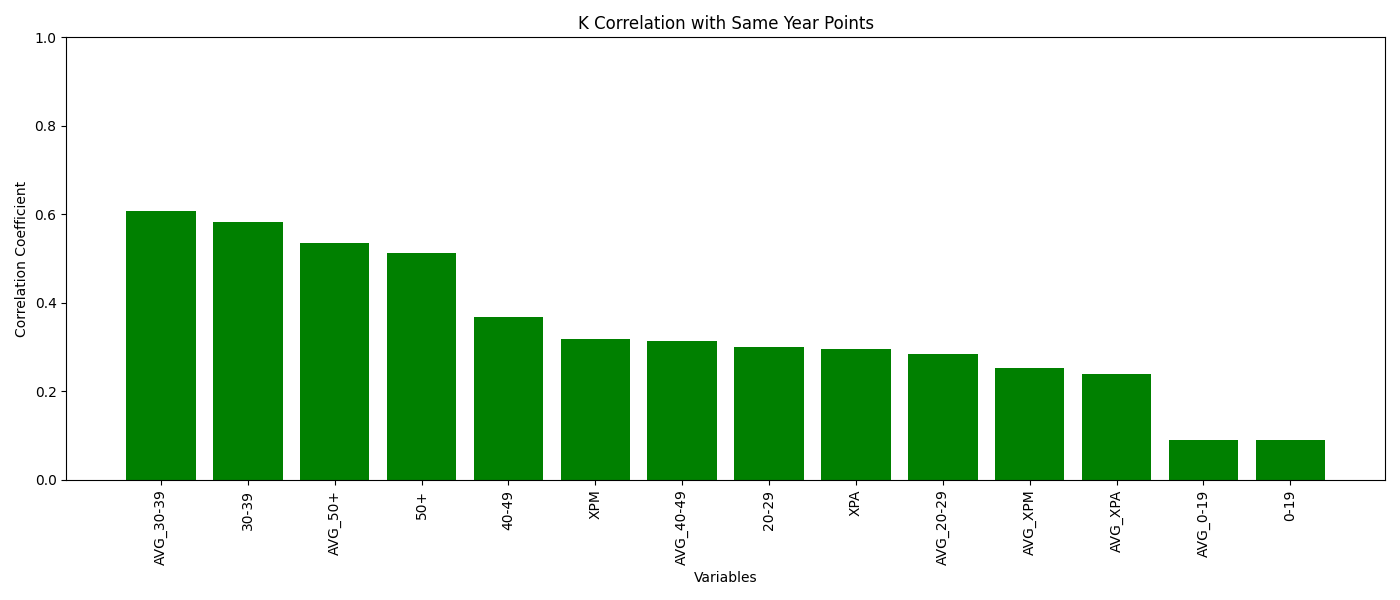 K Correlation with Same Year Points
Correlation Coefficient
1.0
0.8
0.6
0.4
0.2
0.0
AVG_30-39
30-39
AVG_50+
50+
40-49
XPM
AVG_40-49
20-29
XPA
AVG_20-29
AVG_XPM
AVG_XPA
AVG_0-19
0-19
Variables